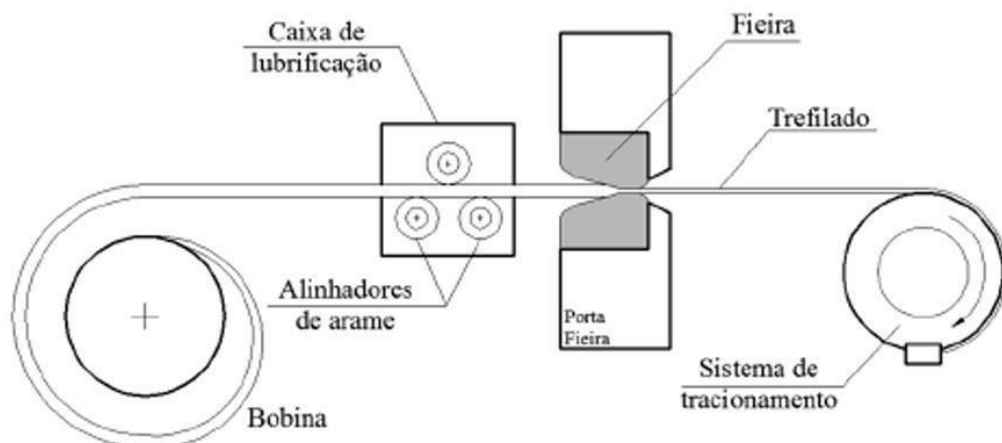 Caixa de
lubrificação
Fieira
Trefilado
Alinhadores
de arame
Porta
Fieira
Sistema de
tracionamento
Bobina